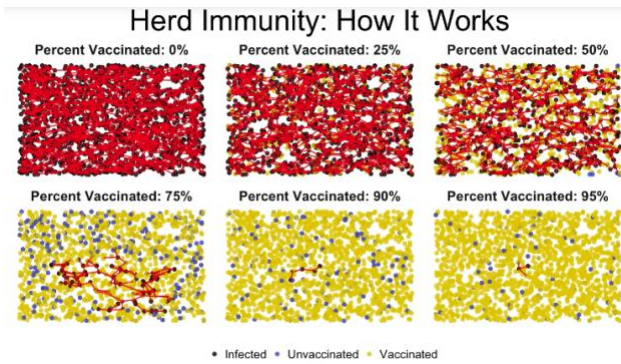 Herd Immunity: How It Works
Percent Vaccinated: 0%
Percent Vaccinated: 25%
Percent Vaccinated: 50%
Percent Vaccinated: 75%
Percent Vaccinated: 90%
Percent Vaccinated: 95%
Infected Unvaccinated Vaccinated